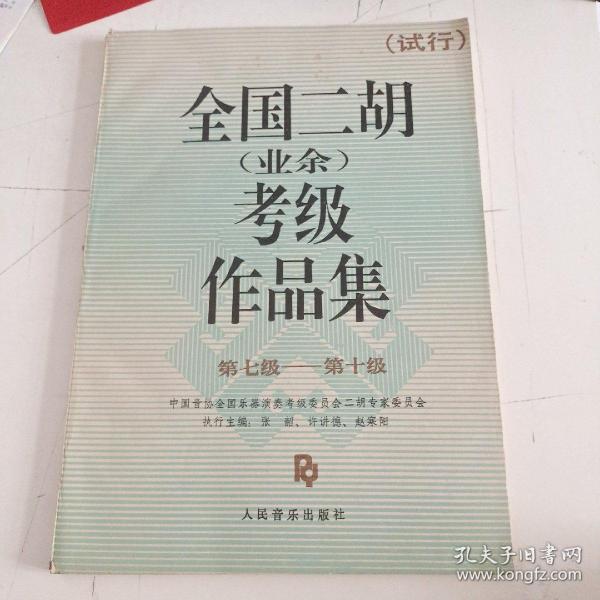 （试行）
全国二胡
（业余）
考级
作品集
第七级——第十级
中国音协全国乐器演奏考级委员会二胡专家委员会
执行主编：张 韶、许讲德、赵寒阳
人民音乐出版社
孔夫子旧书网
www.kongfz.com